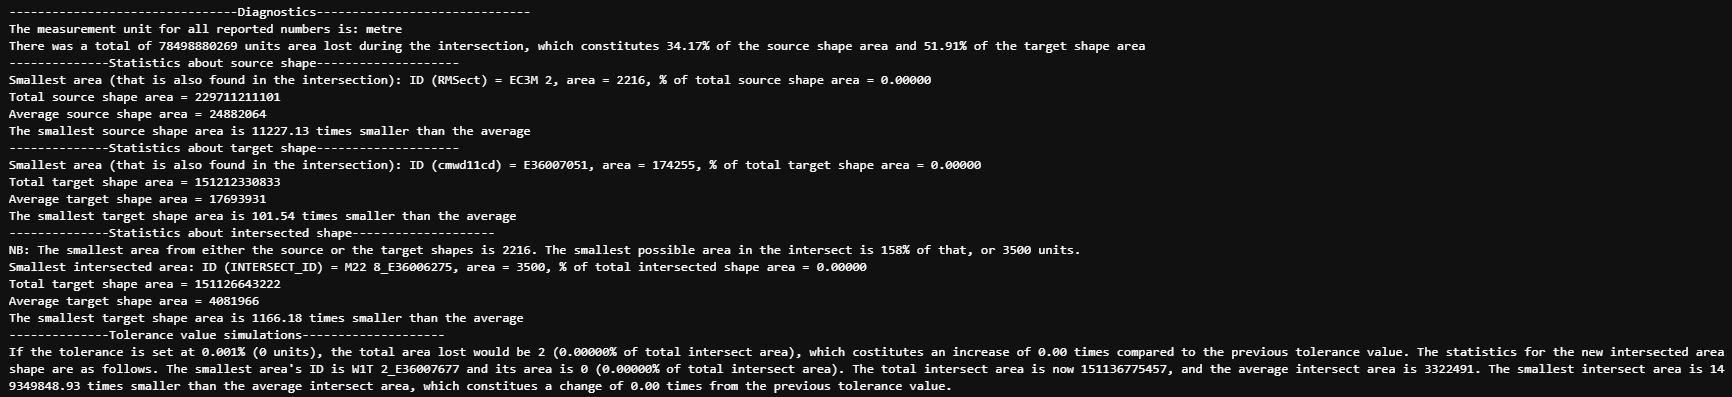 --------------------------------Diagnostics------------------------------
The measurement unit for all reported numbers is: metre
There was a total of 78498880269 units area lost during the intersection, which constitutes 34.17% of the source shape area and 51.91% of the target shape area
--------------Statistics about source shape--------------------
Smallest area (that is also found in the intersection): ID (RMSect) = EC3M 2, area = 2216, % of total source shape area = 0.00000
Total source shape area = 229711211101
Average source shape area = 24882064
The smallest source shape area is 11227.13 times smaller than the average
--------------Statistics about target shape--------------------
Smallest area (that is also found in the intersection): ID (cmwd11cd) = E36007051, area = 174255, % of total target shape area = 0.00000
Total target shape area = 151212330833
Average target shape area = 17693931
The smallest target shape area is 101.54 times smaller than the average
--------------Statistics about intersected shape--------------------
NB: The smallest area from either the source or the target shapes is 2216. The smallest possible area in the intersect is 158% of that, or 3500 units.
Smallest intersected area: ID (INTERSECT_ID) = M22 8_E36006275, area = 3500, % of total intersected shape area = 0.00000
Total target shape area = 151126643222
Average target shape area = 4081966
The smallest target shape area is 1166.18 times smaller than the average
--------------Tolerance value simulations--------------------
If the tolerance is set at 0.001% (0 units), the total area lost would be 2 (0.00000% of total intersect area), which costitutes an increase of 0.00 times compared to the previous tolerance value. The statistics for the new intersected area
shape are as follows. The smallest area's ID is W1T 2_E36007677 and its area is 0 (0.00000% of total intersect area). The total intersect area is now 151136775457, and the average intersect area is 3322491. The smallest intersect area is 14
9349848.93 times smaller than the average intersect area, which constitues a change of 0.00 times from the previous tolerance value.